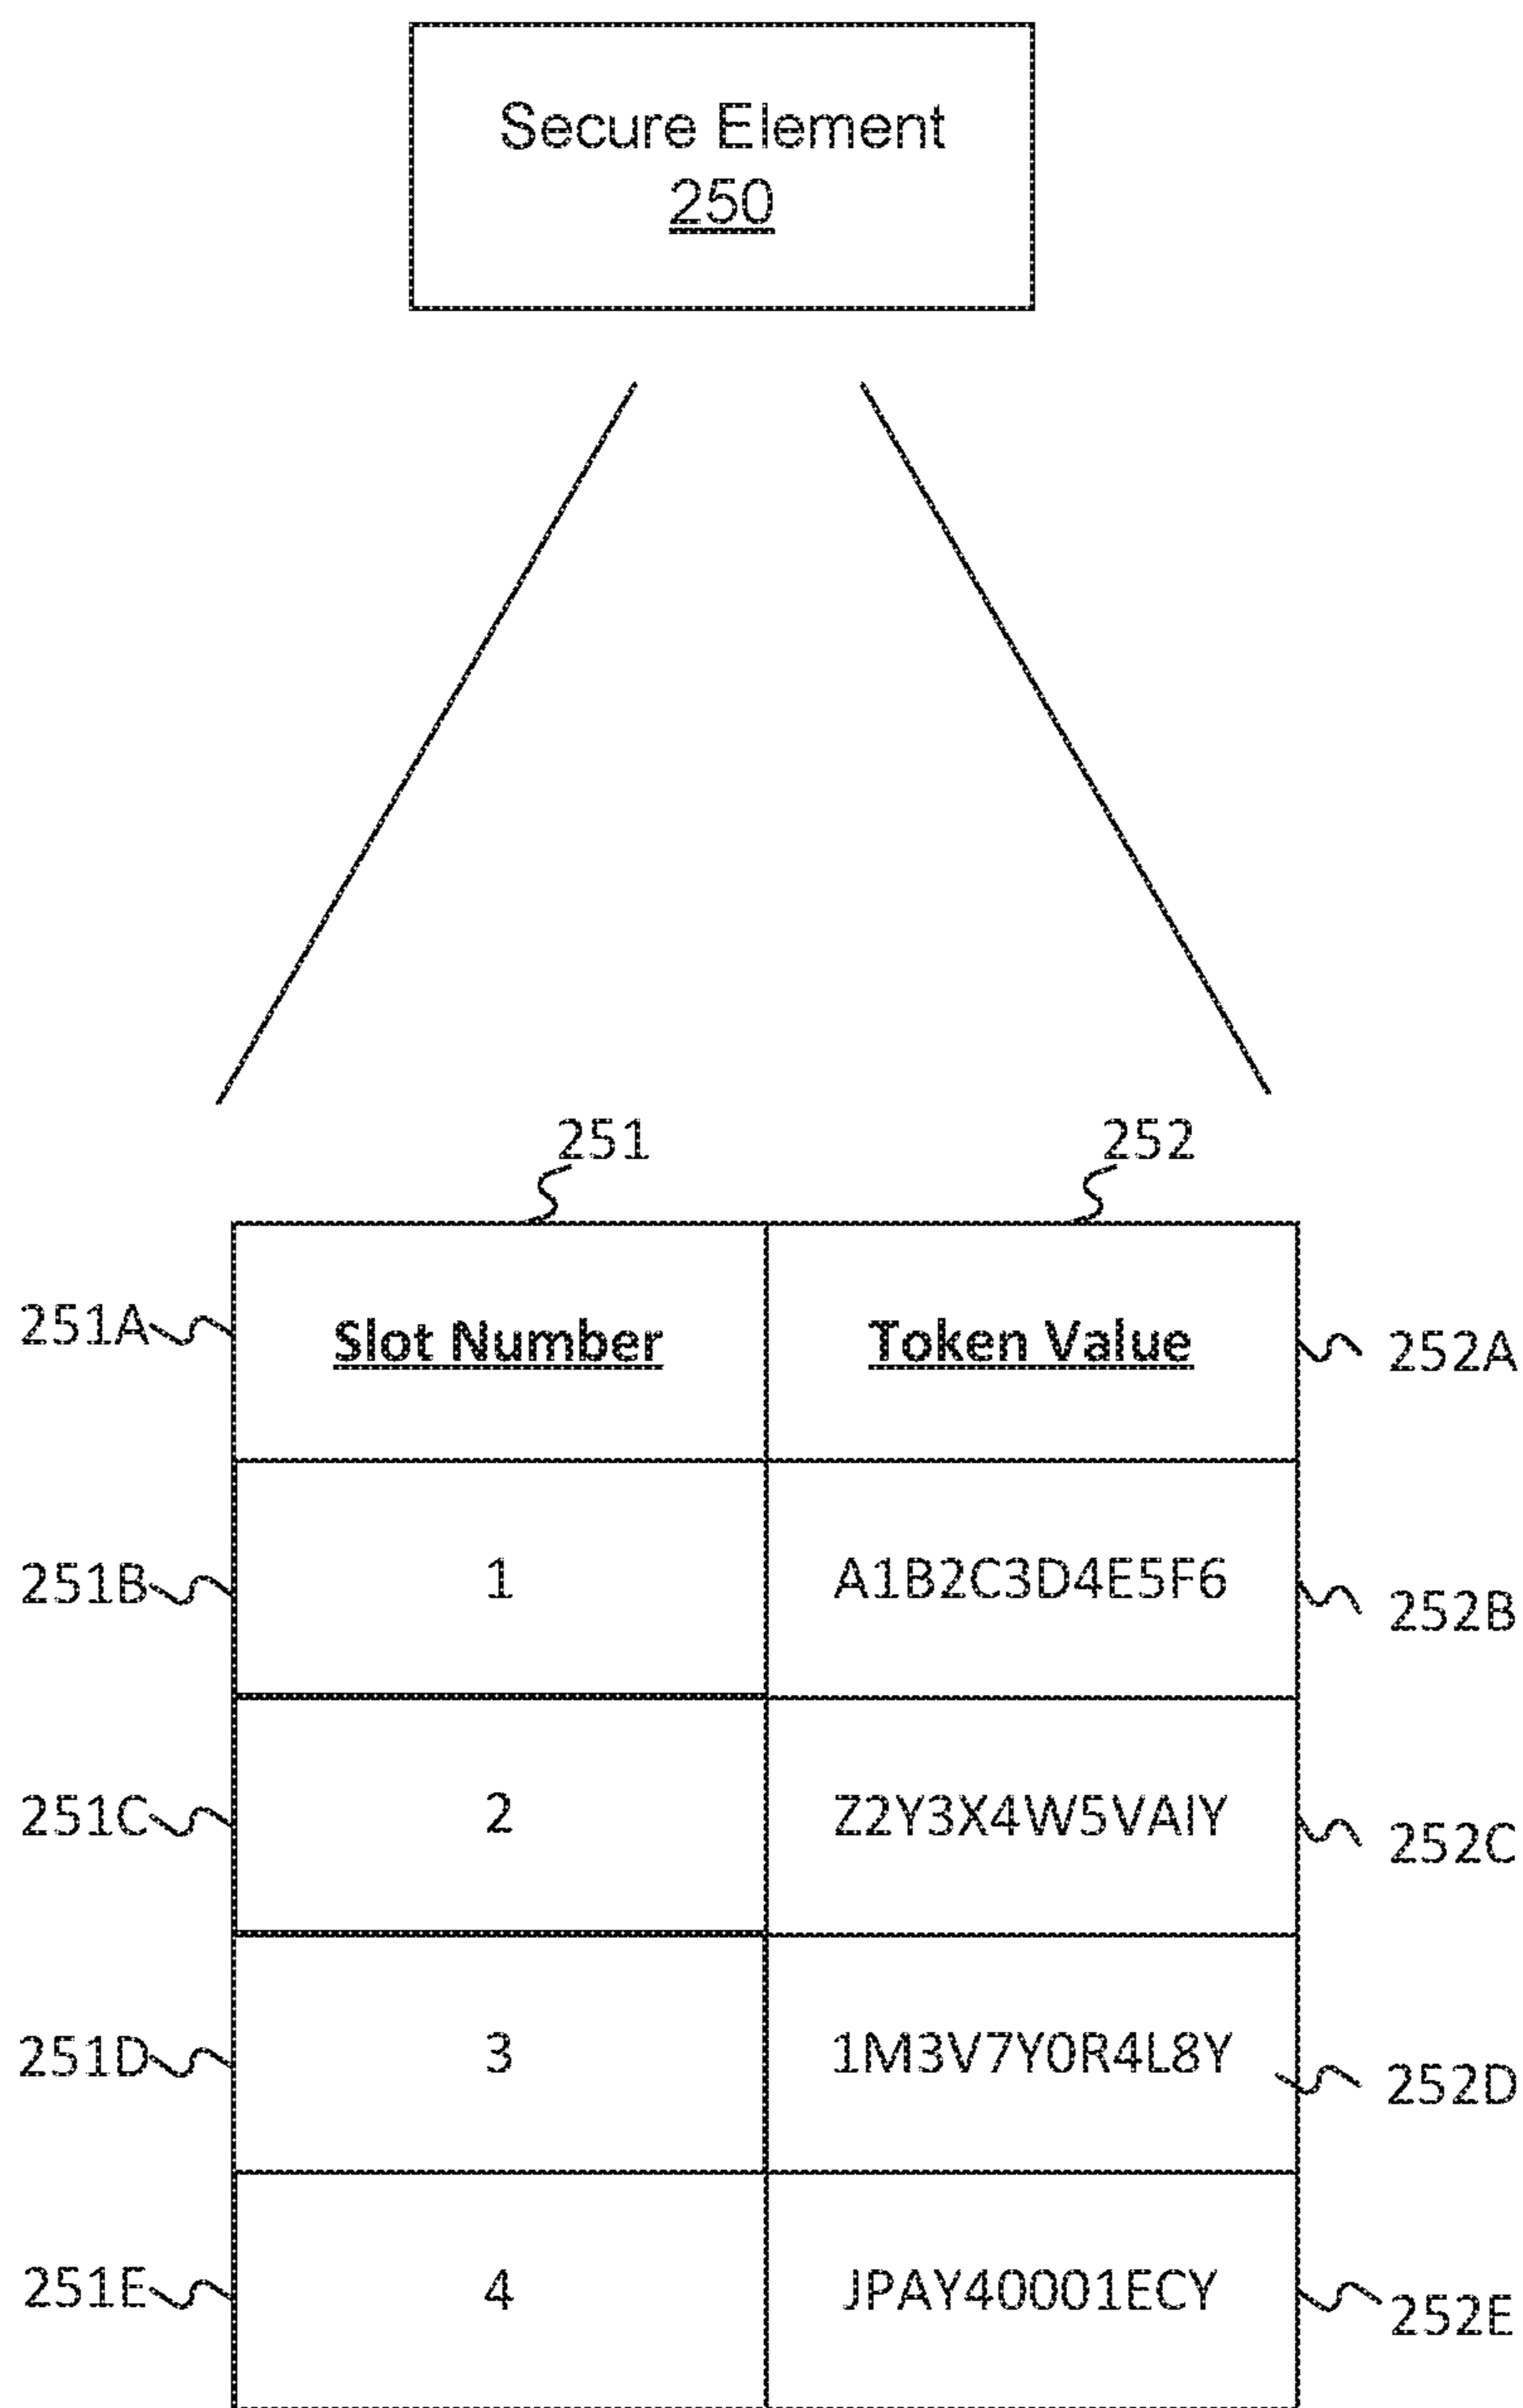 Secure Element
250
251 252
251A Slot Number Token Value 252A
251B 1 A1B2C3D4E5F6 252B
251C 2 Z2Y3X4W5VAIY 252C
251D 3 1M3V7Y0R4L8Y 252D
251E 4 JPAY40001ECY 252E